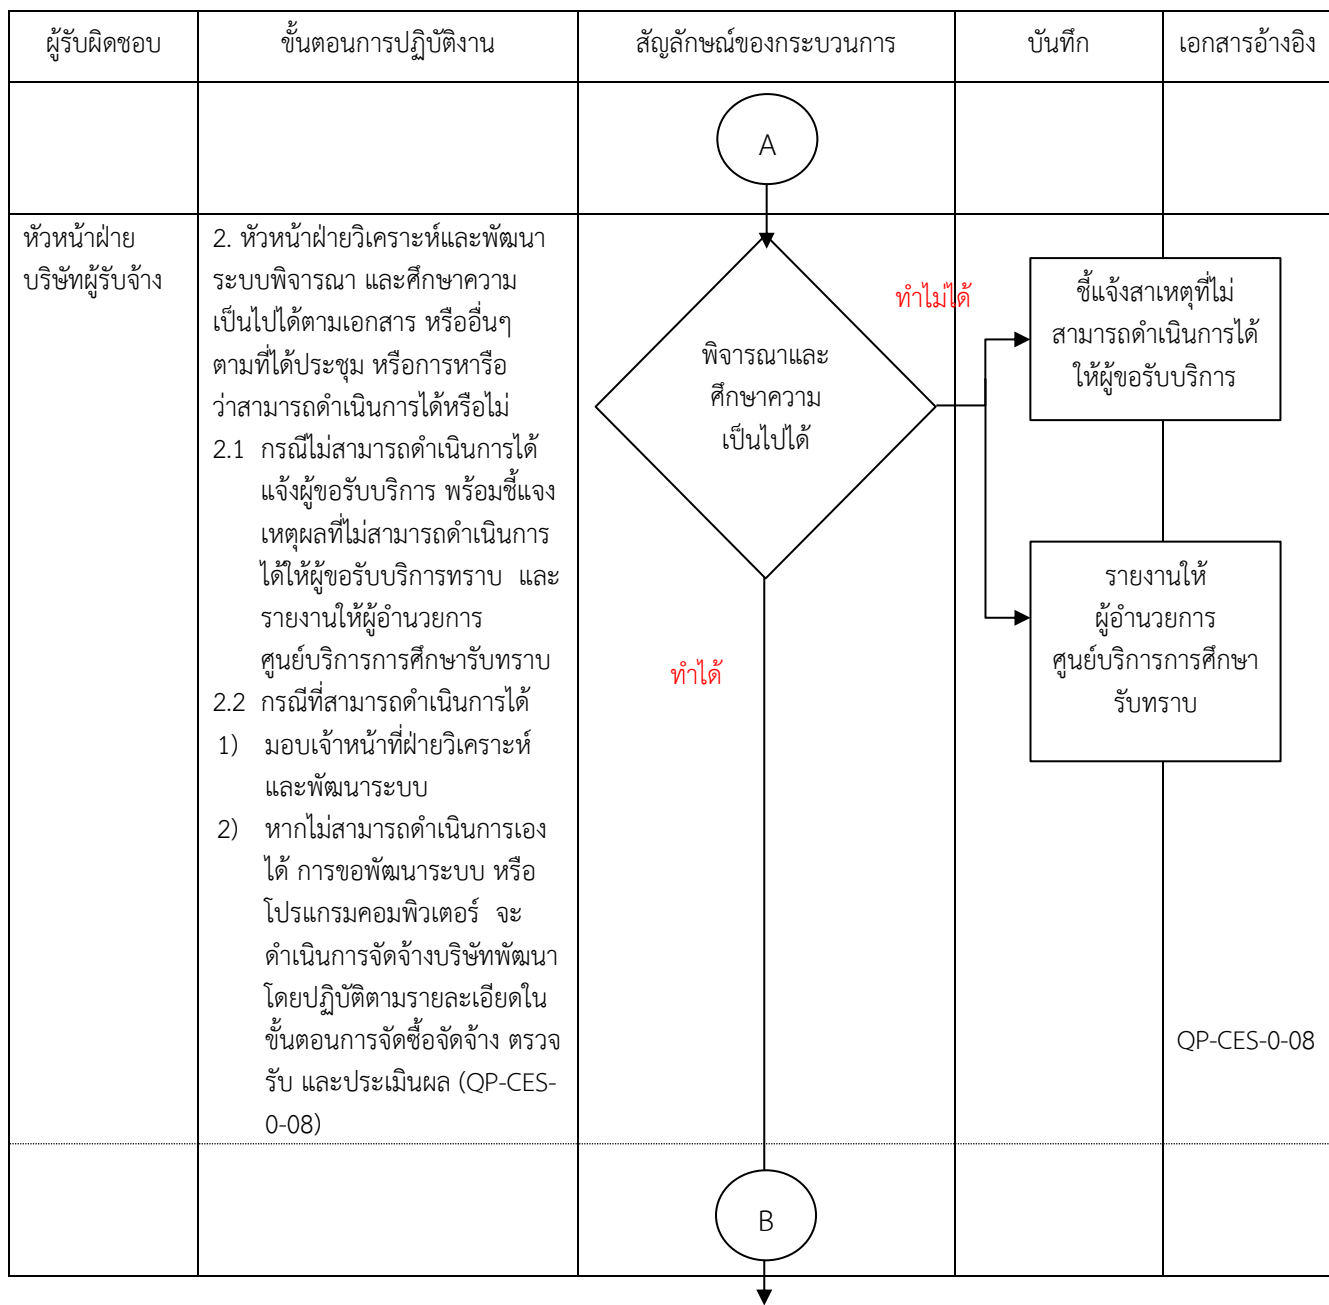 ผู้รับผิดชอบ
ขั้นตอนการปฏิบัติงาน
สัญลักษณ์ของกระบวนการ
บันทึก
เอกสารอ้างอิง
A
หัวหน้าฝ่าย
บริษัทผู้รับจ้าง
2. หัวหน้าฝ่ายวิเคราะห์และพัฒนา
ระบบพิจารณา และศึกษาความ
เป็นไปได้ตามเอกสาร หรืออื่นๆ
ตามที่ได้ประชุม หรือการหารือ
ว่าสามารถดำเนินการได้หรือไม่
2.1 กรณีไม่สามารถดำเนินการได้
แจ้งผู้ขอรับบริการ พร้อมชี้แจง
เหตุผลที่ไม่สามารถดำเนินการ
ได้ให้ผู้ขอรับบริการทราบ และ
รายงานให้ผู้อำนวยการ
ศูนย์บริการการศึกษารับทราบ
2.2 กรณีที่สามารถดำเนินการได้
1) มอบเจ้าหน้าที่ฝ่ายวิเคราะห์
และพัฒนาระบบ
2) หากไม่สามารถดำเนินการเอง
ได้ การขอพัฒนาระบบ หรือ
โปรแกรมคอมพิวเตอร์ จะ
ดำเนินการจัดจ้างบริษัทพัฒนา
โดยปฏิบัติตามรายละเอียดใน
ขั้นตอนการจัดซื้อจัดจ้าง ตรวจ
รับ และประเมินผล (QP-CES-
0-08)
พิจารณาและ
ศึกษาความ
เป็นไปได้
ทำไม่ได้
ทำได้
ชี้แจ้งสาเหตุที่ไม่
สามารถดำเนินการได้
ให้ผู้ขอรับบริการ
รายงานให้
ผู้อำนวยการ
ศูนย์บริการการศึกษา
รับทราบ
QP-CES-0-08
B